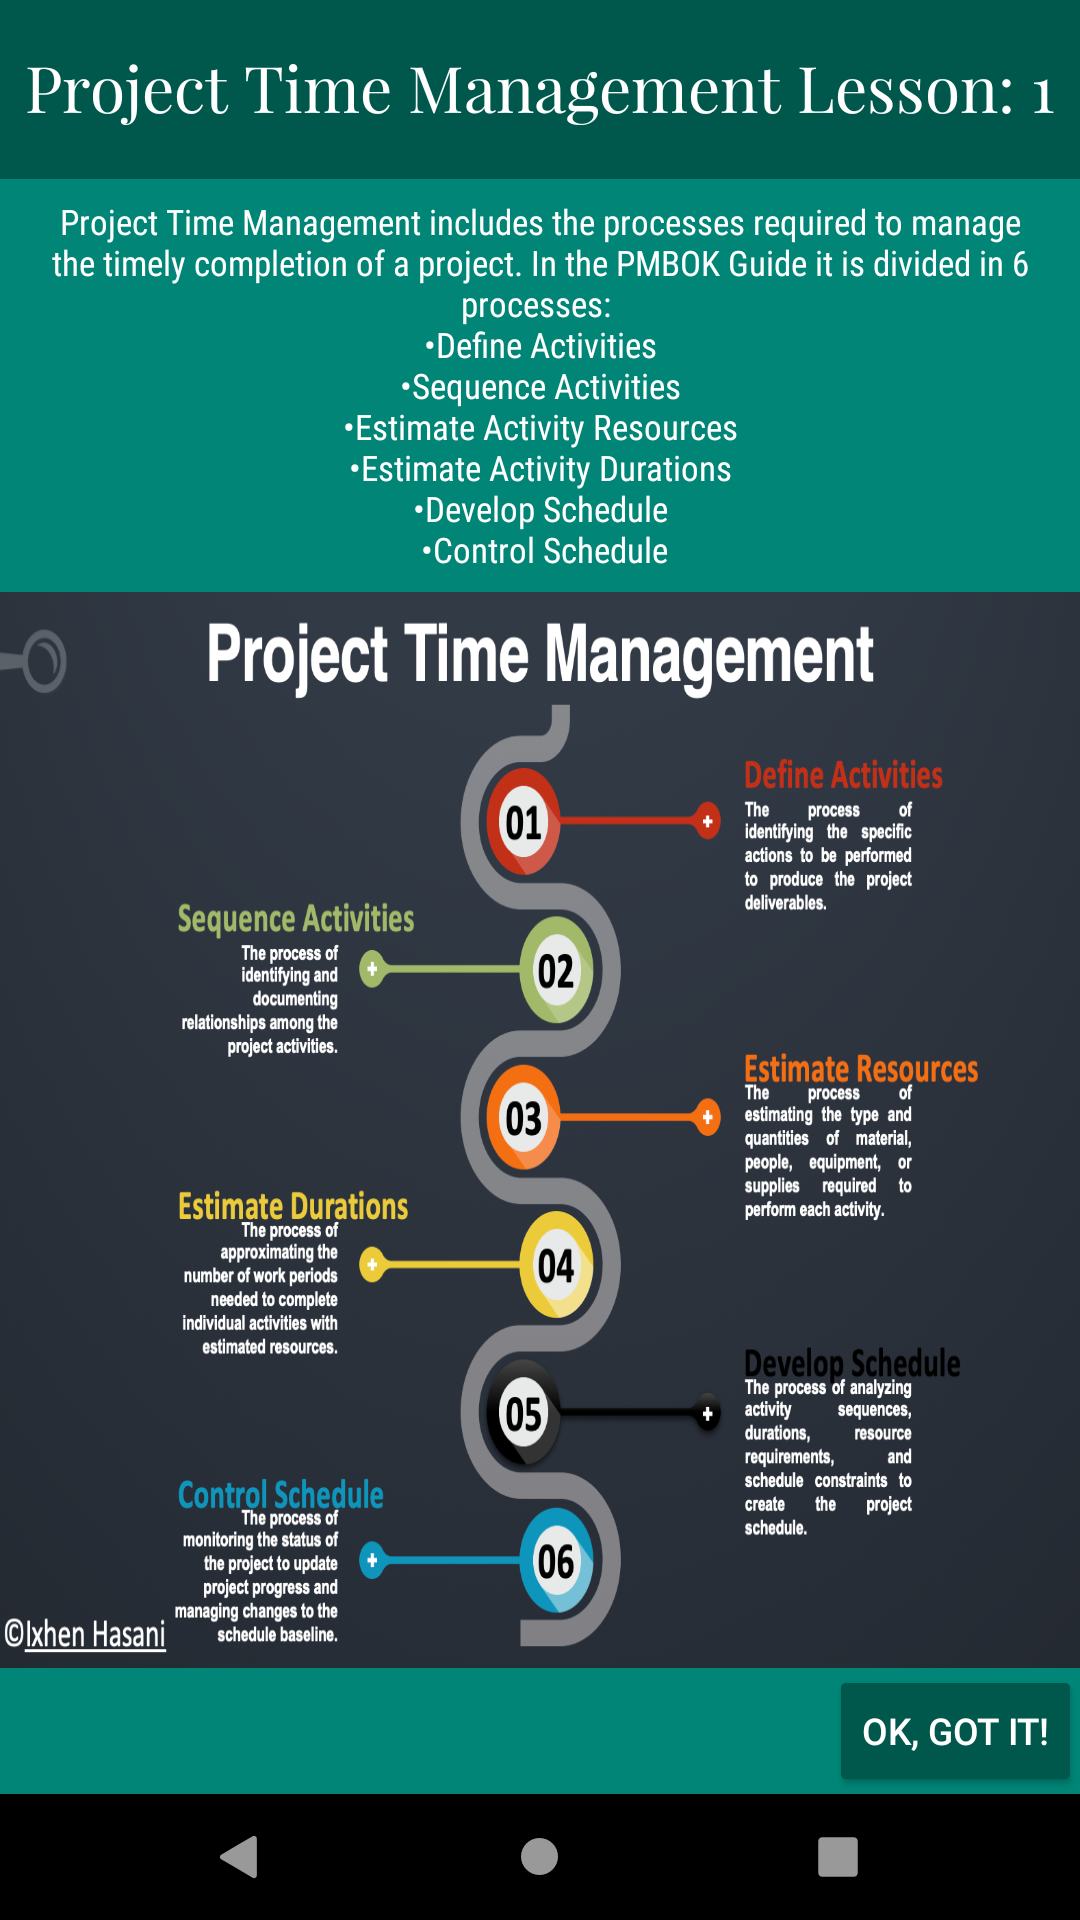 Project Time Management Lesson: 1
Project Time Management includes the processes required to manage
the timely completion of a project. In the PMBOK Guide it is divided in 6
processes:
•Define Activities
•Sequence Activities
•Estimate Activity Resources
•Estimate Activity Durations
•Develop Schedule
•Control Schedule
Project Time Management
01
Define Activities
The process of
identifying the specific
actions to be performed
to produce the project
deliverables.
Sequence Activities
The process of
identifying and
documenting
relationships among the
project activities.
02
03
Estimate Resources
The process of
estimating the type and
quantities of material,
people, equipment, or
supplies required to
perform each activity.
Estimate Durations
The process of
approximating the
number of work periods
needed to complete
individual activities with
estimated resources.
04
05
Develop Schedule
The process of analyzing
activity sequences,
durations, resource
requirements, and
schedule constraints to
create the project
schedule.
Control Schedule
The process of
monitoring the status of
the project to update
project progress and
managing changes to the
schedule baseline.
06
©Ixhen Hasani
OK, GOT IT!